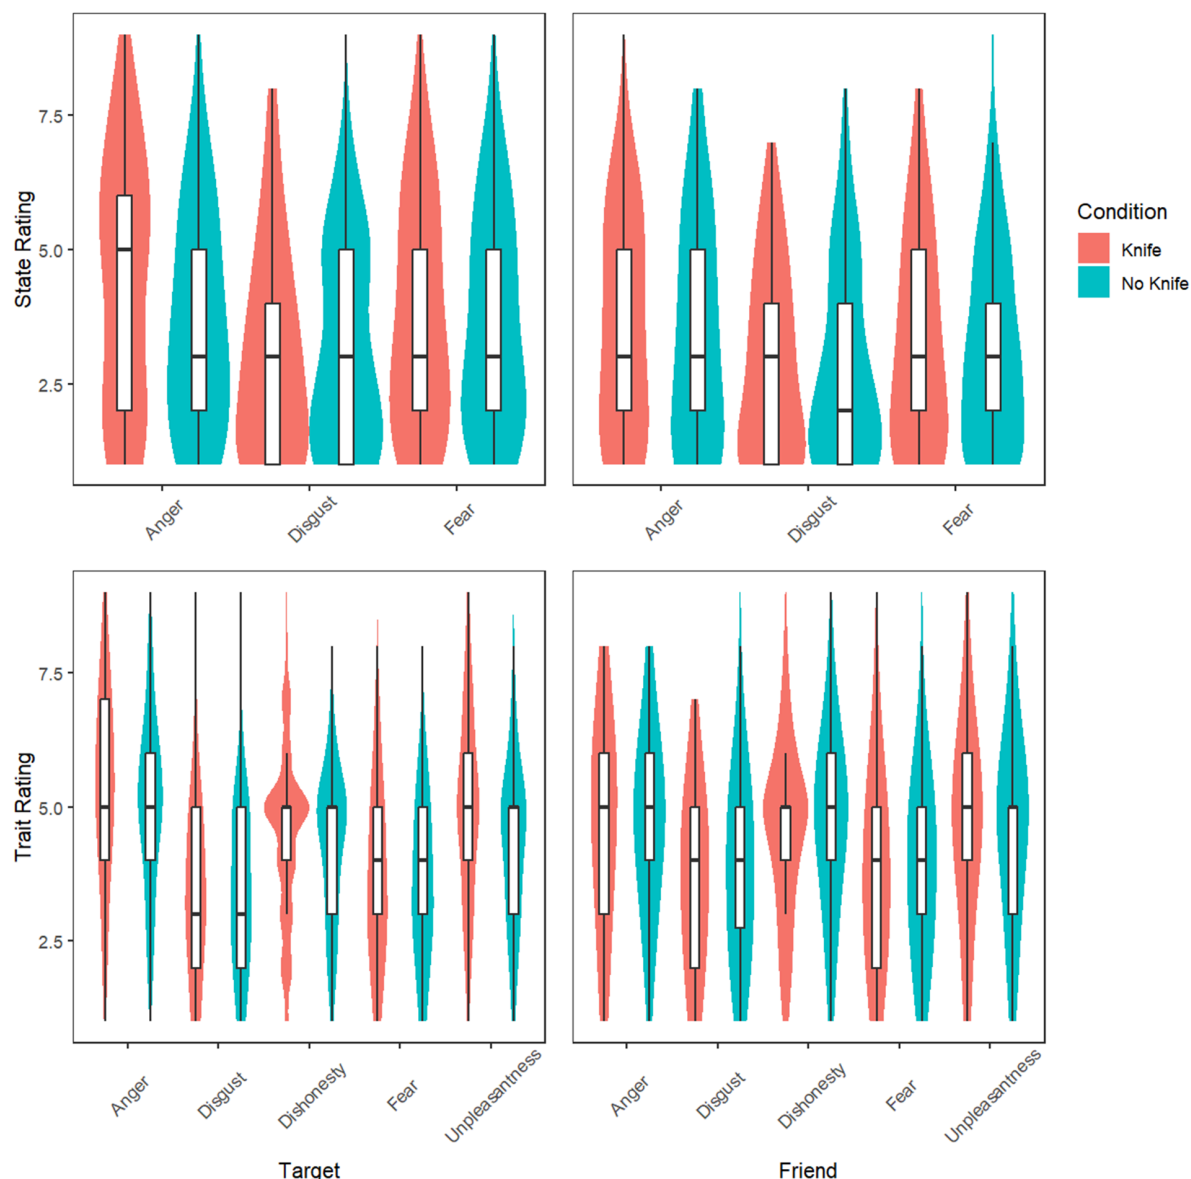 State Rating
7.5
5.0
2.5
Anger
Disgust
Fear
Anger
Disgust
Fear
Condition
Knife
No Knife
Trait Rating
7.5
5.0
2.5
Anger
Disgust
Dishonesty
Fear
Unpleasantness
Anger
Disgust
Dishonesty
Fear
Unpleasantness
Target
Friend